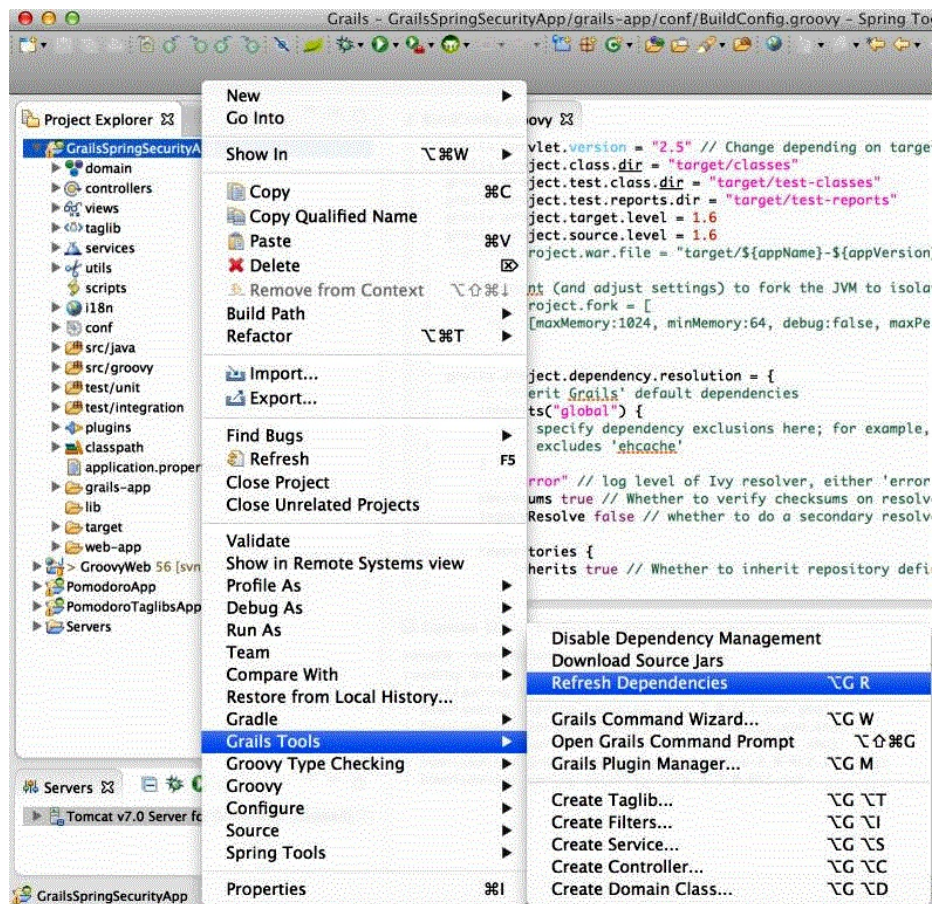 Grails - GrailsSpringSecurityApp/grails-app/conf/BuildConfig.groovy - Spring To
Project Explorer
GrailsSpringSecurityA
domain
controllers
views
taglib
services
utils
scripts
i18n
conf
src/java
src/groovy
test/unit
test/integration
plugins
classpath
application.proper
grails-app
lib
target
web-app
> GroovyWeb 56 [svn
PomodoroApp
PomodoroTaglibsApp
Servers
Servers
Tomcat v7.0 Server fo
GrailsSpringSecurityApp
New
Go Into
Show In ⌥⌘W
Copy ⌘C
Copy Qualified Name
Paste ⌘V
Delete ⌦
Remove from Context ⌥⇧⌘↓
Build Path
Refactor ⌥⌘T
Import...
Export...
Find Bugs
Refresh F5
Close Project
Close Unrelated Projects
Validate
Show in Remote Systems view
Profile As
Debug As
Run As
Team
Compare With
Restore from Local History...
Gradle
Grails Tools
Groovy Type Checking
Groovy
Configure
Source
Spring Tools
Properties ⌘I
ovy
vlet.version = "2.5" // Change depending on targe
ject.class.dir = "target/classes"
ject.test.class.dir = "target/test-classes"
ject.test.reports.dir = "target/test-reports"
ject.target.level = 1.6
ject.source.level = 1.6
roject.war.file = "target/${appName}-${appVersion
nt (and adjust settings) to fork the JVM to isola
roject.fork = [
[maxMemory:1024, minMemory:64, debug:false, maxPe
ject.dependency.resolution = {
erit Grails' default dependencies
ts("global") {
specify dependency exclusions here; for example,
excludes 'ehcache'
rror" // log level of Ivy resolver, either 'error
ums true // Whether to verify checksums on resolv
Resolve false // whether to do a secondary resolv
tories {
herits true // Whether to inherit repository defi
Disable Dependency Management
Download Source Jars
Refresh Dependencies ⌥G R
Grails Command Wizard... ⌥G W
Open Grails Command Prompt ⌥⇧⌘G
Grails Plugin Manager... ⌥G M
Create Taglib... ⌥G ⌥T
Create Filters... ⌥G ⌥I
Create Service... ⌥G ⌥S
Create Controller... ⌥G ⌥C
Create Domain Class... ⌥G ⌥D